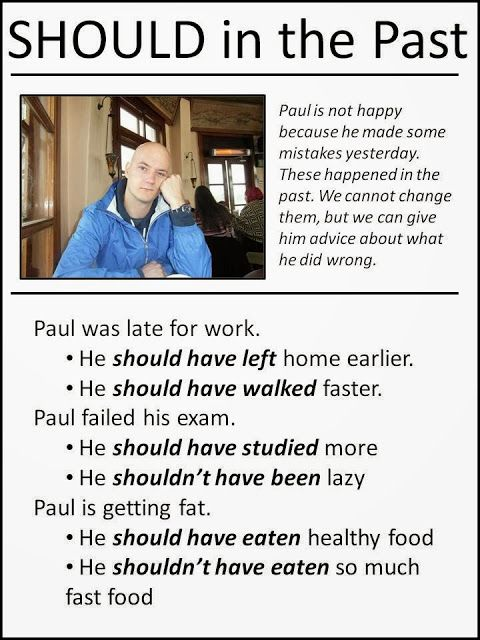 SHOULD in the Past
Paul is not happy
because he made some
mistakes yesterday.
These happened in the
past. We cannot change
them, but we can give
him advice about what
he did wrong.
Paul was late for work.
• He should have left home earlier.
• He should have walked faster.
Paul failed his exam.
• He should have studied more
• He shouldn't have been lazy
Paul is getting fat.
• He should have eaten healthy food
• He shouldn't have eaten so much
fast food